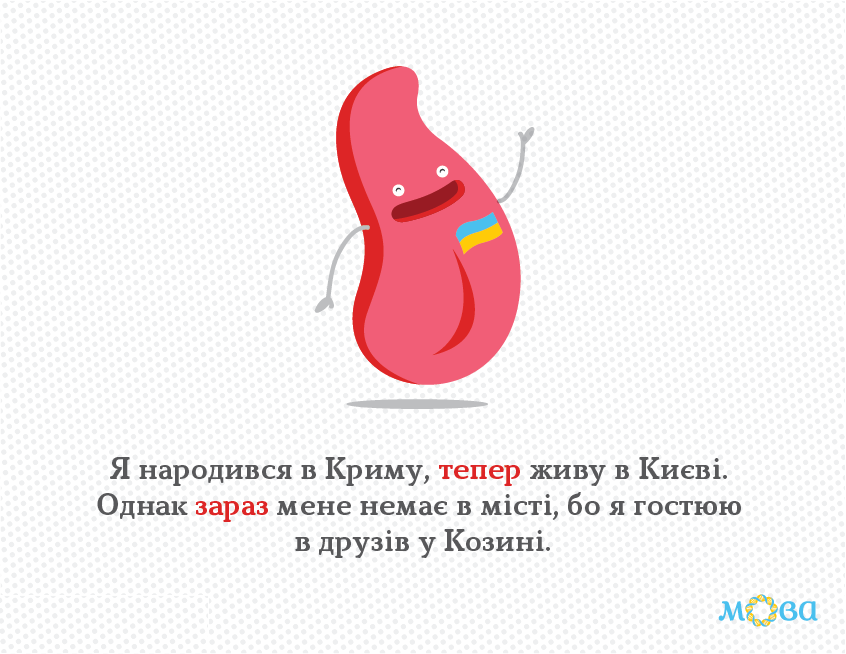 Я народився в Криму, тепер живу в Києві.
Однак зараз мене немає в місті, бо я гостюю
в друзів у Козині.
мова